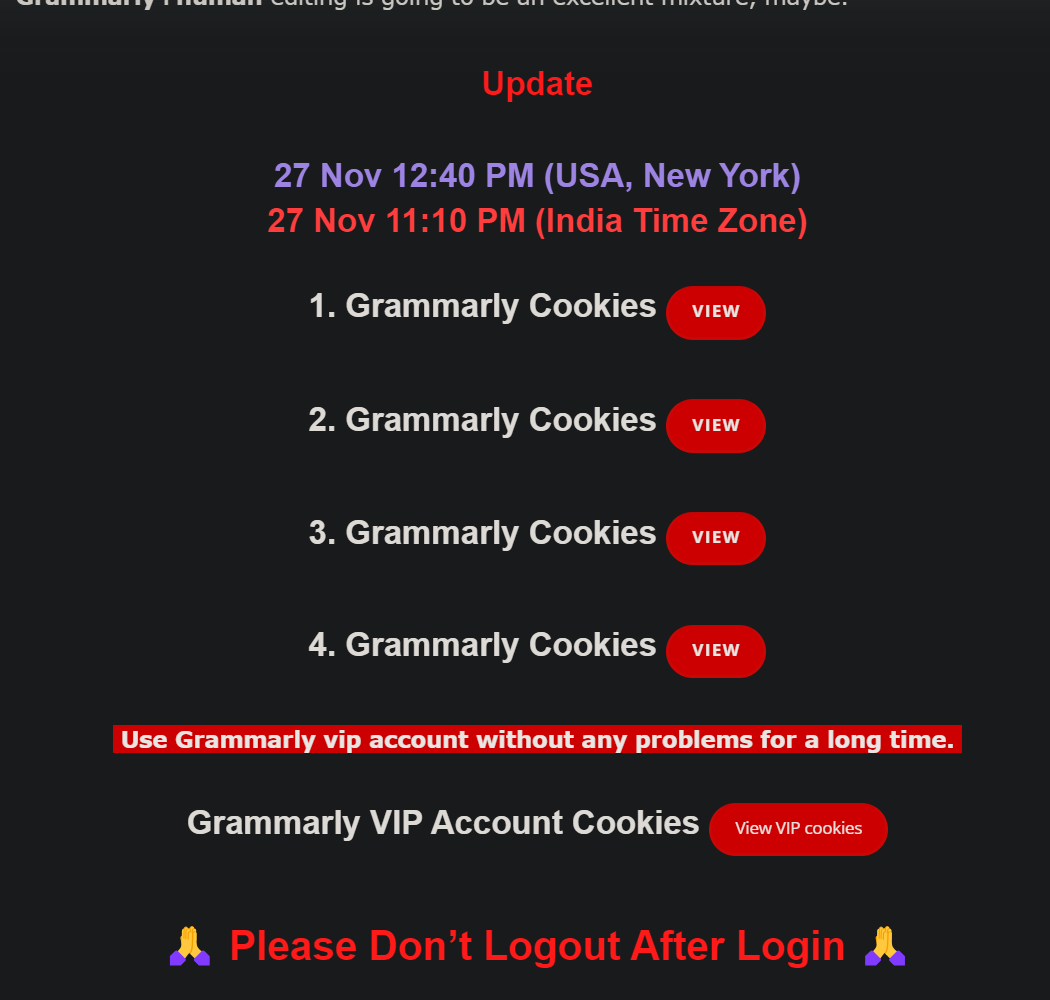 editing is going to be an excellent mixture, maybe.
Update
27 Nov 12:40 PM (USA, New York)
27 Nov 11:10 PM (India Time Zone)
1. Grammarly Cookies VIEW
2. Grammarly Cookies VIEW
3. Grammarly Cookies VIEW
4. Grammarly Cookies VIEW
Use Grammarly vip account without any problems for a long time.
Grammarly VIP Account Cookies View VIP cookies
🙏 Please Don’t Logout After Login 🙏